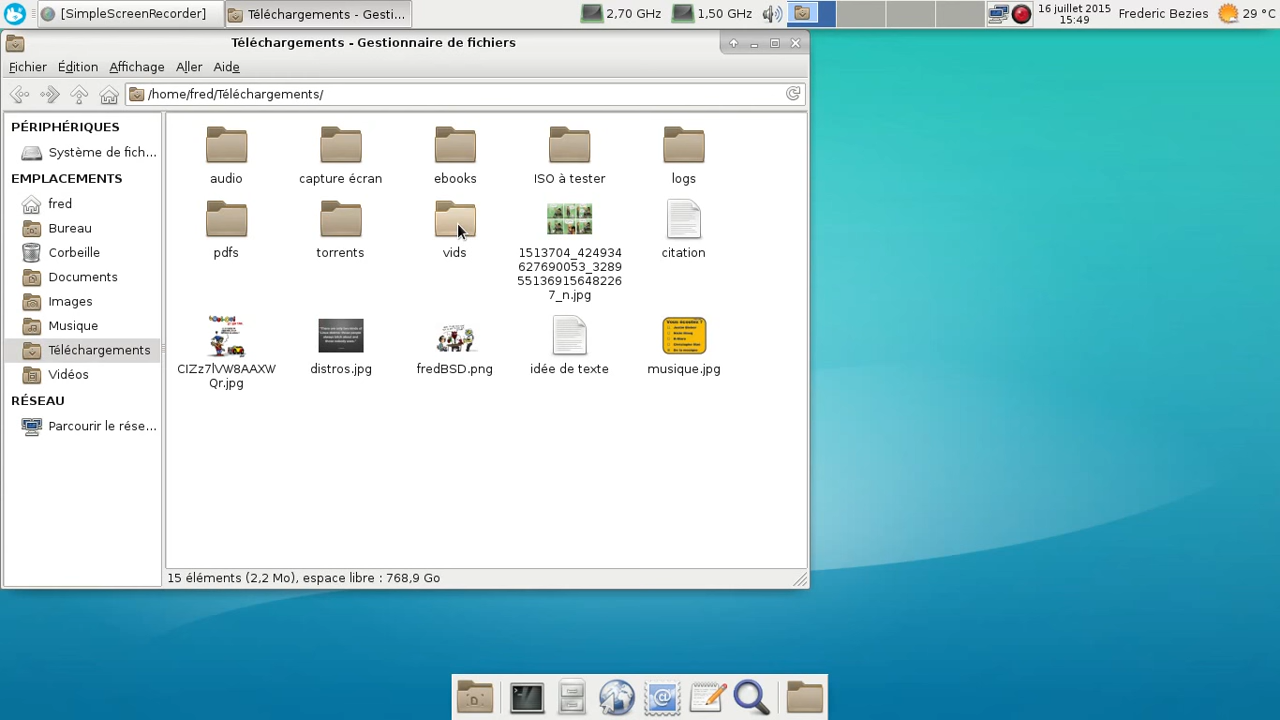 [SimpleScreenRecorder]
Téléchargements - Gesti...
2,70 GHz
1,50 GHz
16 juillet 2015
15:49
Frederic Bezies
29 °C
Téléchargements - Gestionnaire de fichiers
Fichier Édition Affichage Aller Aide
/home/fred/Téléchargements/
PÉRIPHÉRIQUES
Système de fich...
EMPLACEMENTS
fred
Bureau
Corbeille
Documents
Images
Musique
Téléchargements
Vidéos
RÉSEAU
Parcourir le rése...
audio
capture écran
ebooks
ISO à tester
logs
pdfs
torrents
vids
1513704_424934
627690053_3289
55136915648226
7_n.jpg
citation
Qr.jpg
distros.jpg
fredBSD.png
idée de texte
musique.jpg
15 éléments (2,2 Mo), espace libre : 768,9 Go